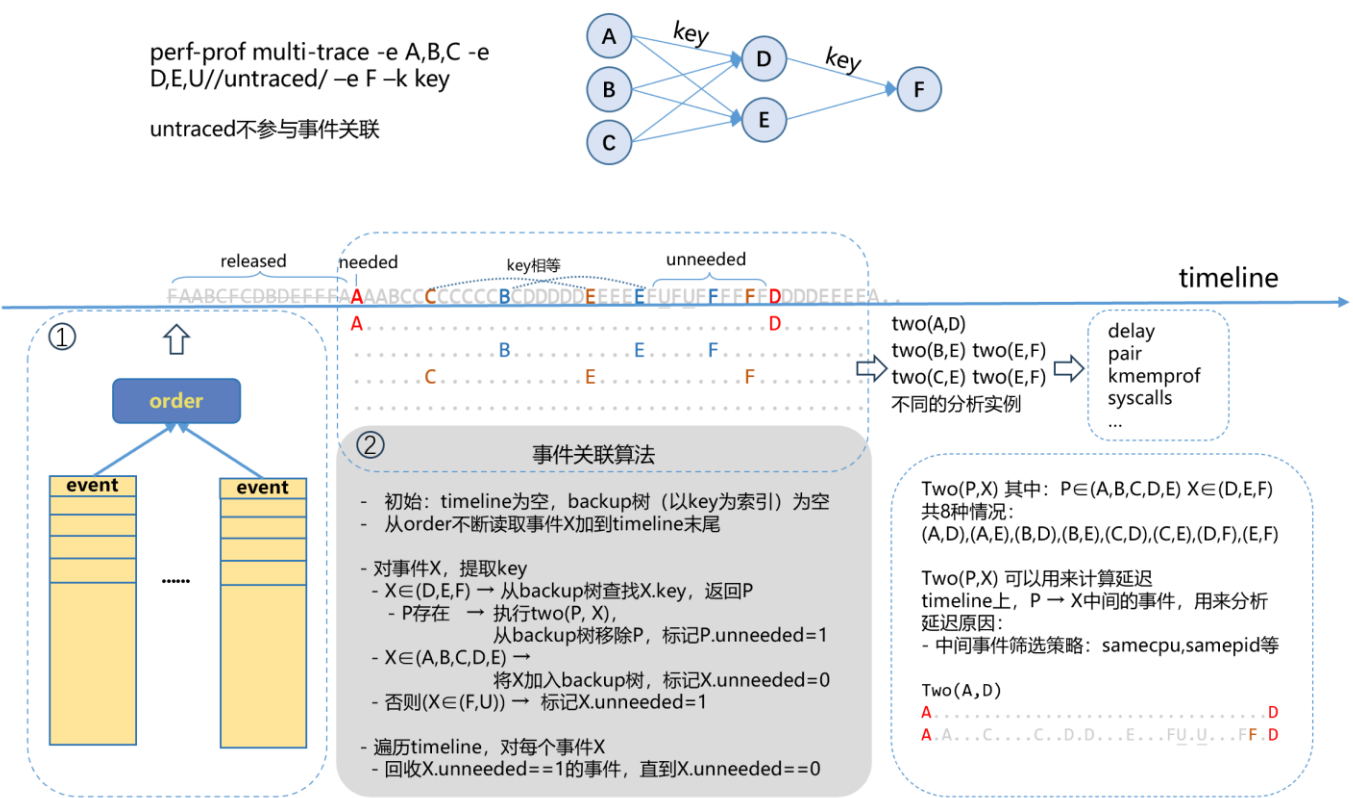 perf-prof multi-trace -e A,B,C -e
D,E,U//untraced/ –e F –k key
untraced不参与事件关联
A
B
C
D
E
F
key
key
released
needed
key相等
unneeded
timeline
A
D
B
E
F
C
E
F
①
order
event
event
......
two(A,D)
two(B,E) two(E,F)
two(C,E) two(E,F)
不同的分析实例
delay
pair
kmemprof
syscalls
...
②
事件关联算法
- 初始：timeline为空，backup树（以key为索引）为空
- 从order不断读取事件X加到timeline末尾
- 对事件X，提取key
- X∈(D,E,F) → 从backup树查找X.key，返回P
- P存在 → 执行two(P, X)，
从backup树移除P，标记P.unneeded=1
- X∈(A,B,C,D,E) →
将X加入backup树，标记X.unneeded=0
- 否则(X∈(F,U)) → 标记X.unneeded=1
- 遍历timeline，对每个事件X
- 回收X.unneeded==1的事件，直到X.unneeded==0
Two(P,X) 其中：P∈(A,B,C,D,E) X∈(D,E,F)
共8种情况：
(A,D),(A,E),(B,D),(B,E),(C,D),(C,E),(D,F),(E,F)
Two(P,X) 可以用来计算延迟
timeline上，P → X中间的事件，用来分析
延迟原因：
- 中间事件筛选策略：samecpu,samepid等
Two(A,D)
A D
A.A...C....C..D.D...E...FU.U...FF.D